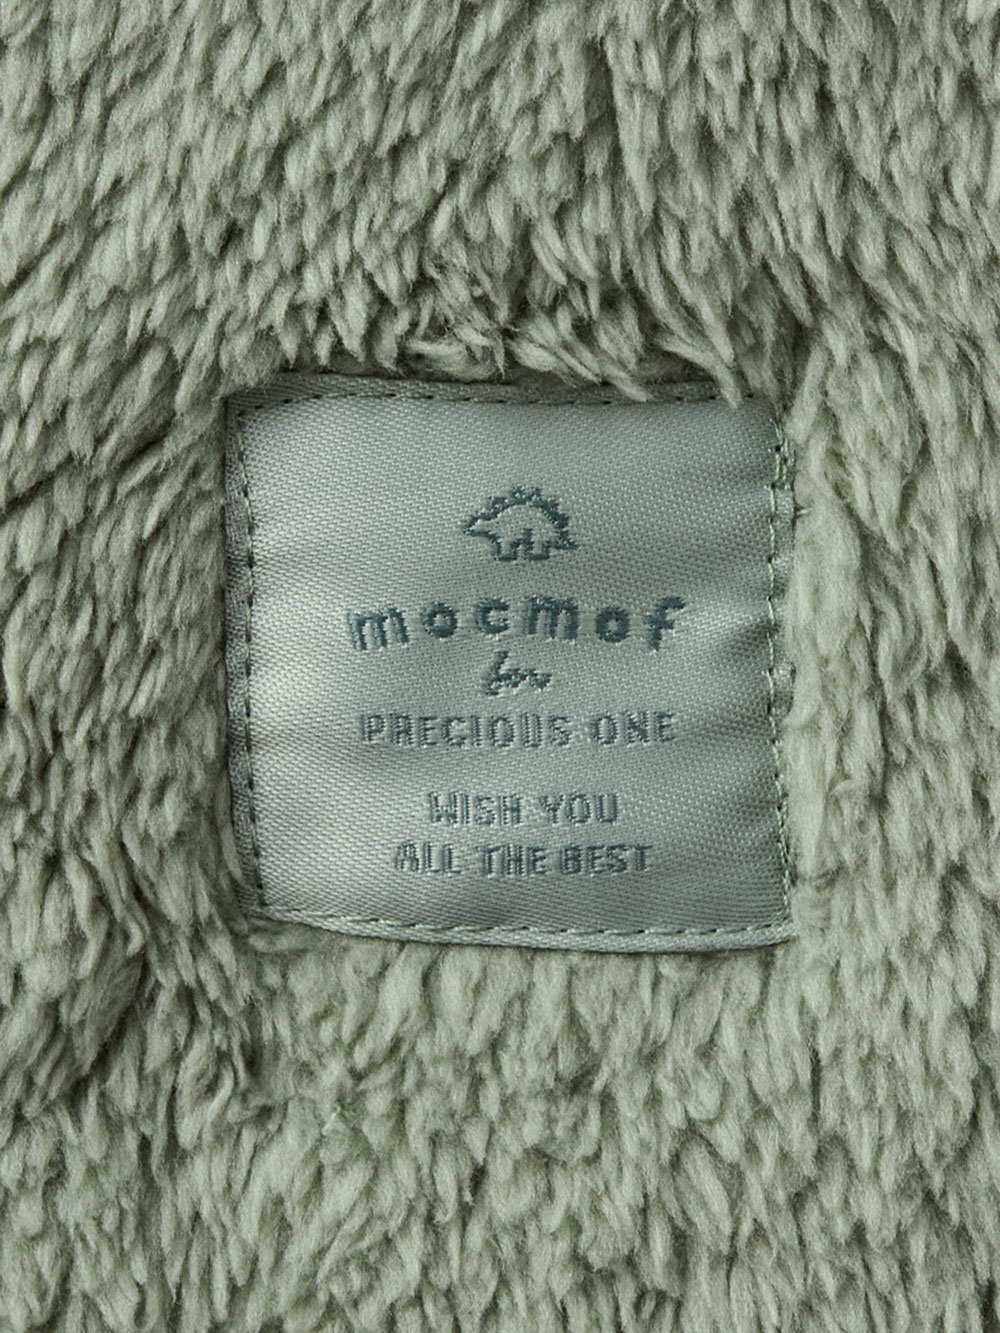 mocmof
for
PRECIOUS ONE
WISH YOU
ALL THE BEST